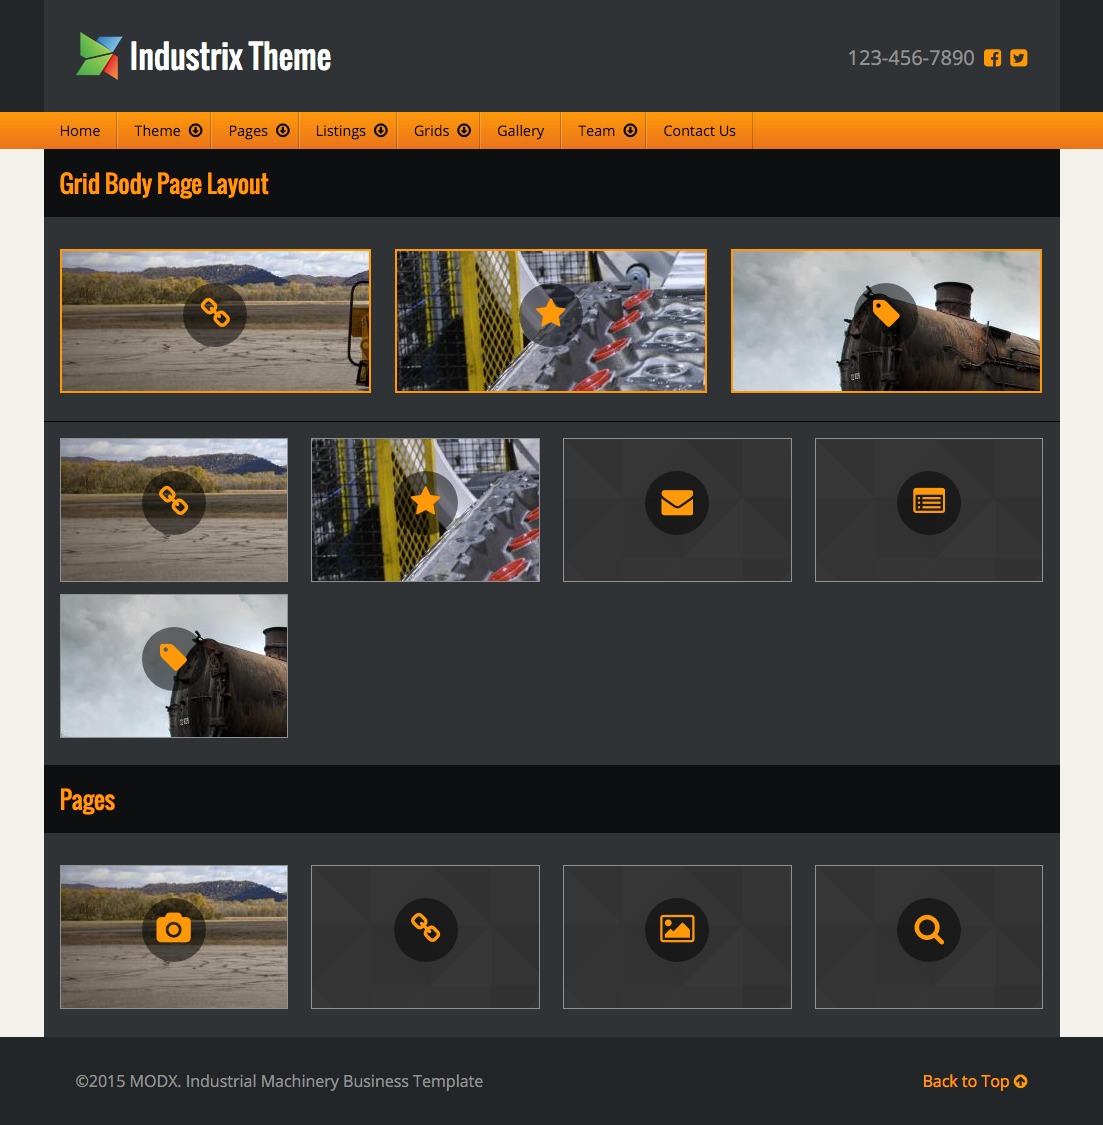 Industrix Theme
123-456-7890
Home Theme Pages Listings Grids Gallery Team Contact Us
Grid Body Page Layout
Pages
©2015 MODX. Industrial Machinery Business Template
Back to Top